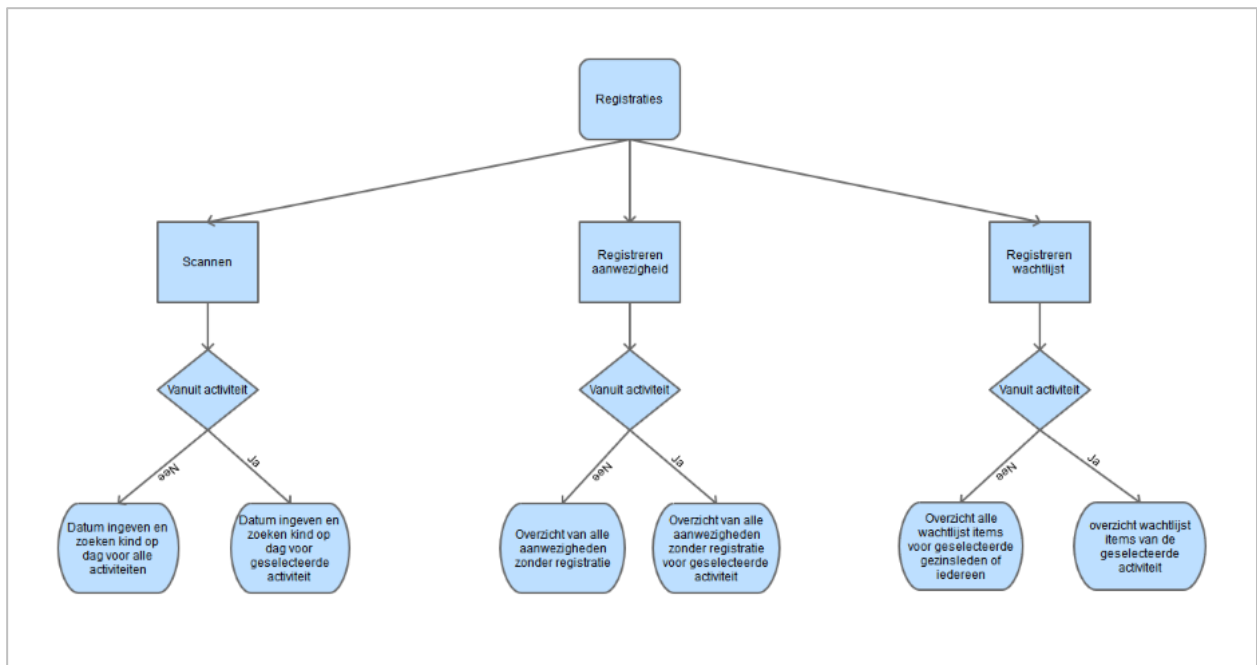 Registraties
Scannen
Registreren
aanwezigheid
Registreren
wachtlijst
Vanuit activiteit
Vanuit activiteit
Vanuit activiteit
Nee
Ja
Nee
Ja
Nee
Ja
Datum ingeven en
zoeken kind op
dag voor alle
activiteiten
Datum ingeven en
zoeken kind op
dag voor
geselecteerde
activiteit
Overzicht van alle
aanwezigheden
zonder registratie
Overzicht van alle
aanwezigheden
zonder registratie
voor geselecteerde
activiteit
Overzicht alle
wachtlijst items
voor geselecteerde
gezinsleden of
iedereen
overzicht wachtlijst
items van de
geselecteerde
activiteit